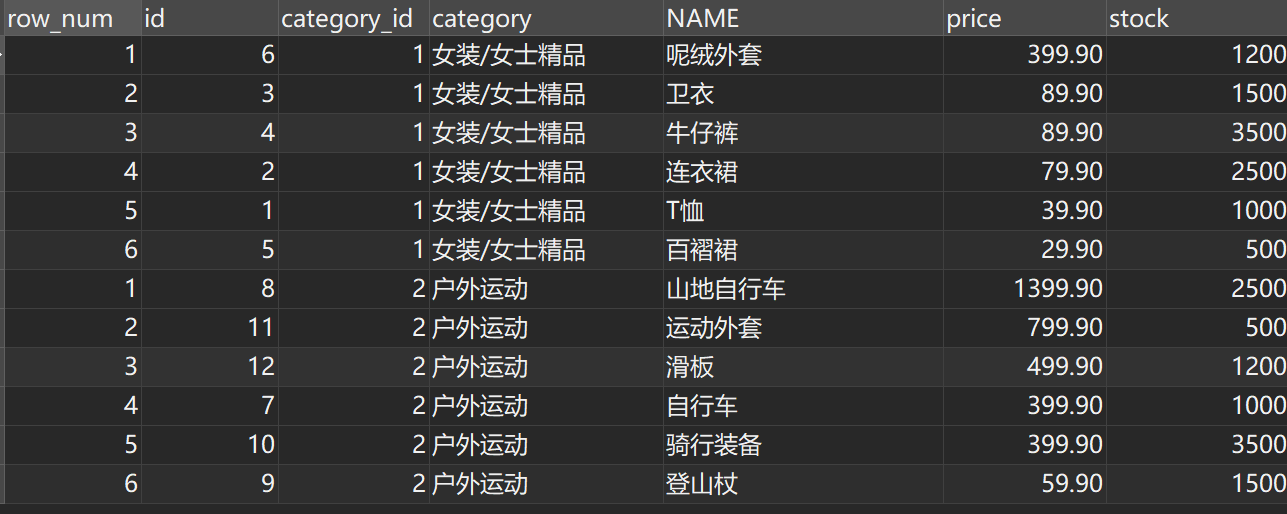 row_num id category_id category NAME price stock
1 6 1 女装/女士精品 呢绒外套 399.90 1200
2 3 1 女装/女士精品 卫衣 89.90 1500
3 4 1 女装/女士精品 牛仔裤 89.90 3500
4 2 1 女装/女士精品 连衣裙 79.90 2500
5 1 1 女装/女士精品 T恤 39.90 1000
6 5 1 女装/女士精品 百褶裙 29.90 500
1 8 2 户外运动 山地自行车 1399.90 2500
2 11 2 户外运动 运动外套 799.90 500
3 12 2 户外运动 滑板 499.90 1200
4 7 2 户外运动 自行车 399.90 1000
5 10 2 户外运动 骑行装备 399.90 3500
6 9 2 户外运动 登山杖 59.90 1500